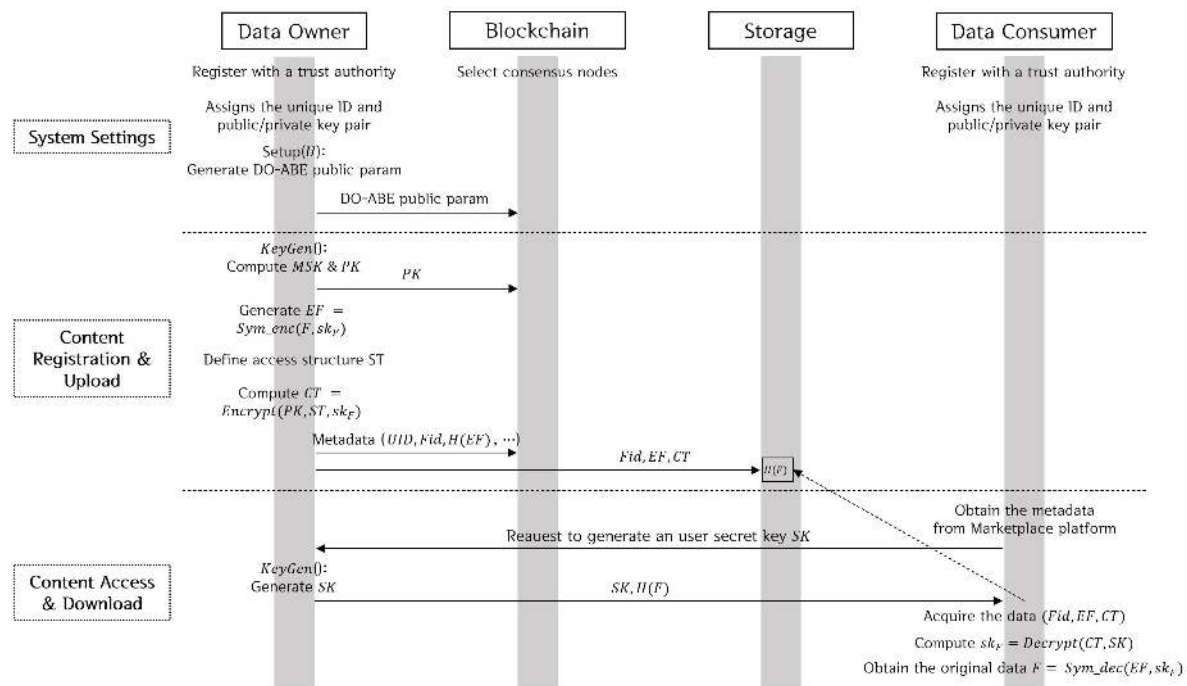 Data Owner
Blockchain
Storage
Data Consumer
Register with a trust authority
Select consensus nodes
Register with a trust authority
System Settings
Assigns the unique ID and
public/private key pair
Assigns the unique ID and
public/private key pair
Setup(U):
Generate DO-ABE public param
DO-ABE public param
Content
Registration &
Upload
KeyGen():
Compute MSK & PK
PK
Generate EF =
Sym_enc(F, sk_F)
Define access structure ST
Compute CT =
Encrypt(PK, ST, sk_F)
Metadata (UID, Fid, H(EF), ⋯)
Fid, EF, CT
H(F)
Content Access
& Download
Obtain the metadata
from Marketplace platform
Reauest to generate an user secret key SK
KeyGen():
Generate SK
SK, H(F)
Acquire the data (Fid, EF, CT)
Compute sk_F = Decrypt(CT, SK)
Obtain the original data F = Sym_dec(EF, sk_F)